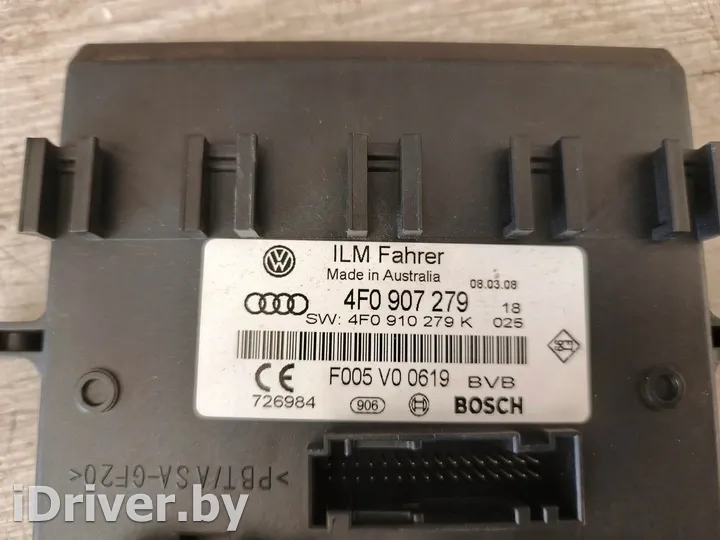 ILM Fahrer
Made in Australia
08.03.08
4F0 907 279 18
SW: 4F0 910 279 K 025
CE F005 V0 0619 BVB
726984 906 BOSCH
>PBT/ASA-GF20<
iDriver.by